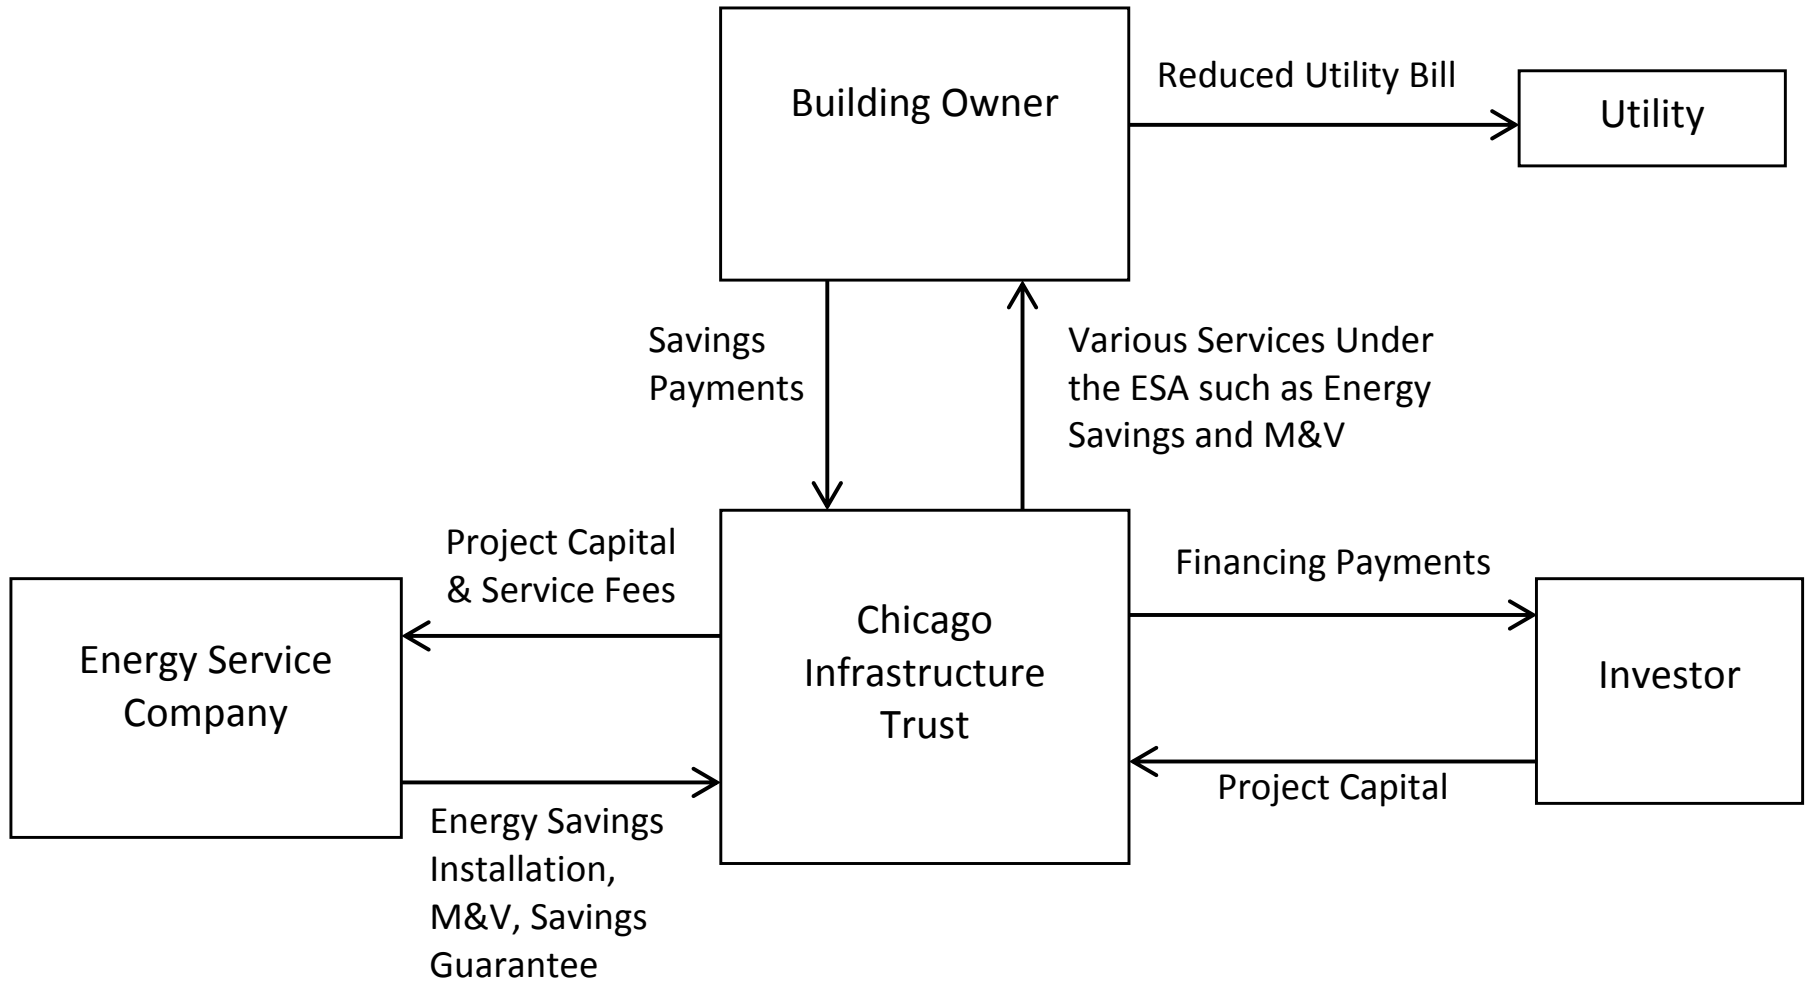 Building Owner
Reduced Utility Bill
Utility
Savings
Payments
Various Services Under
the ESA such as Energy
Savings and M&V
Project Capital
& Service Fees
Financing Payments
Energy Service
Company
Chicago
Infrastructure
Trust
Investor
Project Capital
Energy Savings
Installation,
M&V, Savings
Guarantee